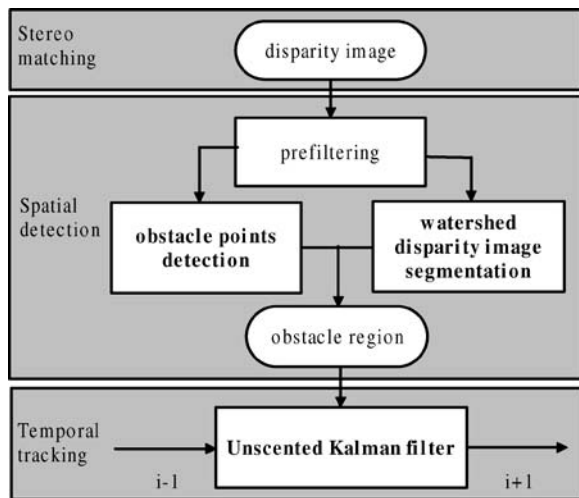 Stereo
matching
disparity image
prefiltering
Spatial
detection
obstacle points
detection
watershed
disparity image
segmentation
obstacle region
Temporal
tracking
Unscented Kalman filter
i-1
i+1